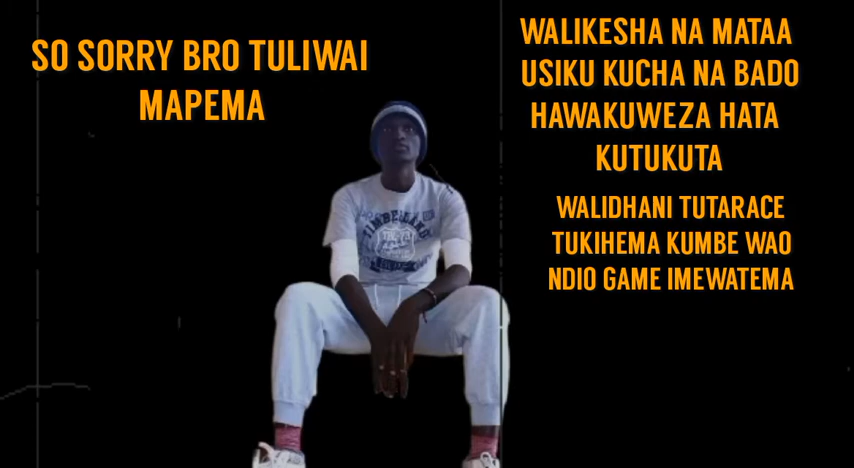 SO SORRY BRO TULIWAI
MAPEMA
WALIKESHA NA MATAA
USIKU KUCHA NA BADO
HAWAKUWEZA HATA
KUTUKUTA
WALIDHANI TUTARACE
TUKIHEMA KUMBE WAO
NDIO GAME IMEWATEMA
TIMBERLAND